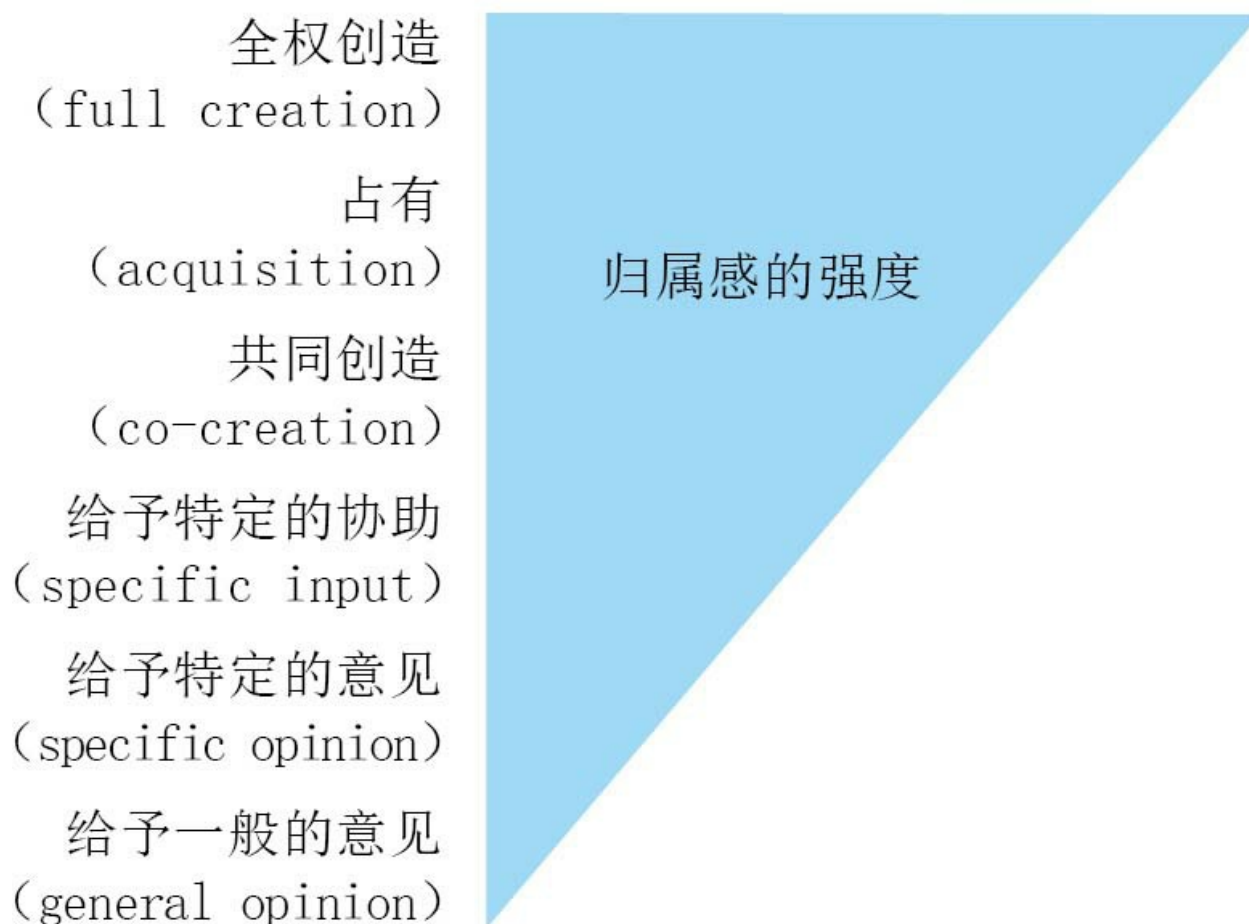 全权创造
（full creation）
占有
（acquisition）
归属感的强度
共同创造
（co-creation）
给予特定的协助
（specific input）
给予特定的意见
（specific opinion）
给予一般的意见
（general opinion）